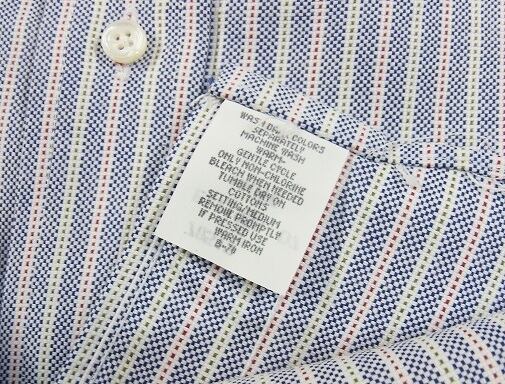 WASH DARK COLORS
SEPARATELY
MACHINE WASH
WARM-
GENTLE CYCLE
ONLY NON-CHLORINE
BLEACH WHEN NEEDED
TUMBLE DRY ON
COTTONS
SETTING/MEDIUM
REMOVE PROMPTLY
IF PRESSED USE
WARM IRON
B-70